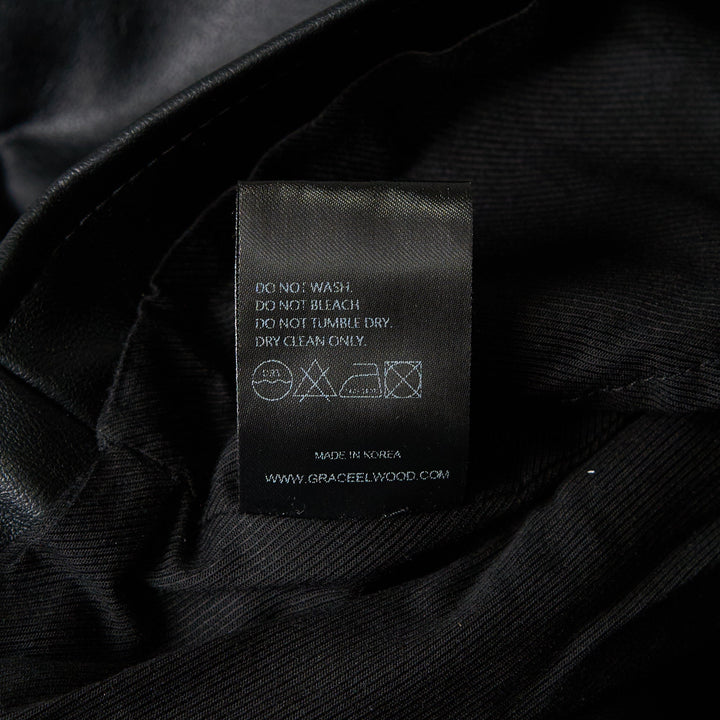 DO NOT WASH.
DO NOT BLEACH
DO NOT TUMBLE DRY.
DRY CLEAN ONLY.
DRY
MADE IN KOREA
WWW.GRACEELWOOD.COM